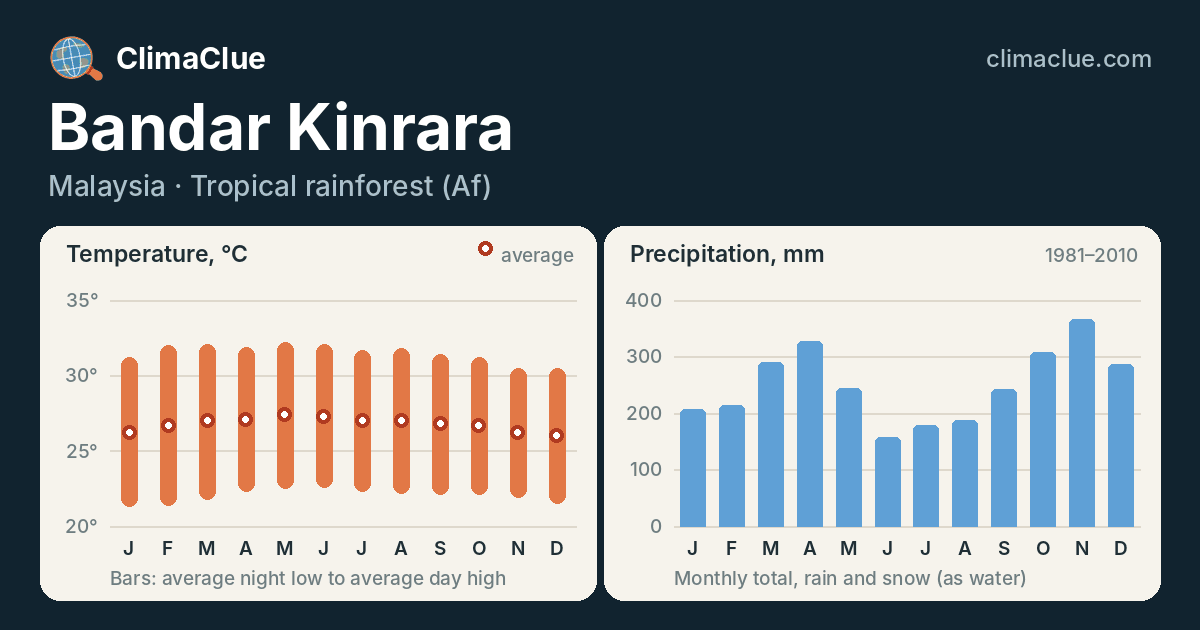 ClimaClue
climaclue.com
Bandar Kinrara
Malaysia · Tropical rainforest (Af)
Temperature, °C
average
35°
30°
25°
20°
J F M A M J J A S O N D
Bars: average night low to average day high
Precipitation, mm
1981–2010
400
300
200
100
0
J F M A M J J A S O N D
Monthly total, rain and snow (as water)